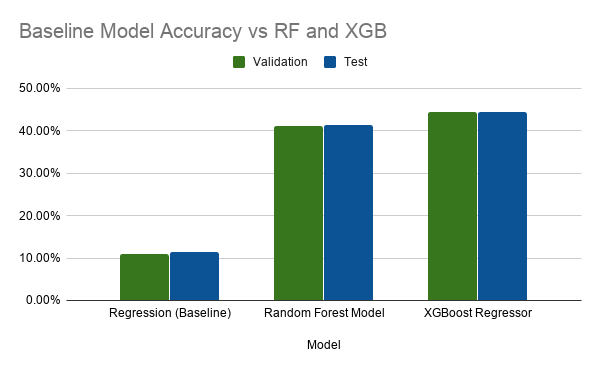 Baseline Model Accuracy vs RF and XGB
Validation Test
50.00%
40.00%
30.00%
20.00%
10.00%
0.00%
Regression (Baseline) Random Forest Model XGBoost Regressor
Model